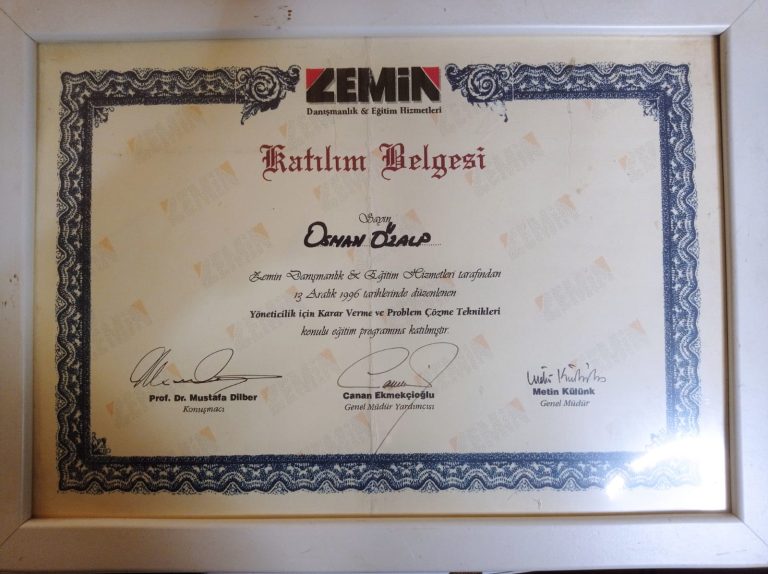 ZEMİN
Danışmanlık & Eğitim Hizmetleri
Katılım Belgesi
Sayın
OSMAN ÖZALP
Zemin Danışmanlık & Eğitim Hizmetleri tarafından
13 Aralık 1996 tarihlerinde düzenlenen
Yöneticilik için Karar Verme ve Problem Çözme Teknikleri
konulu eğitim programına katılmıştır.
Prof. Dr. Mustafa Dilber
Konuşmacı
Canan Ekmekçioğlu
Genel Müdür Yardımcısı
Metin Külünk
Genel Müdür